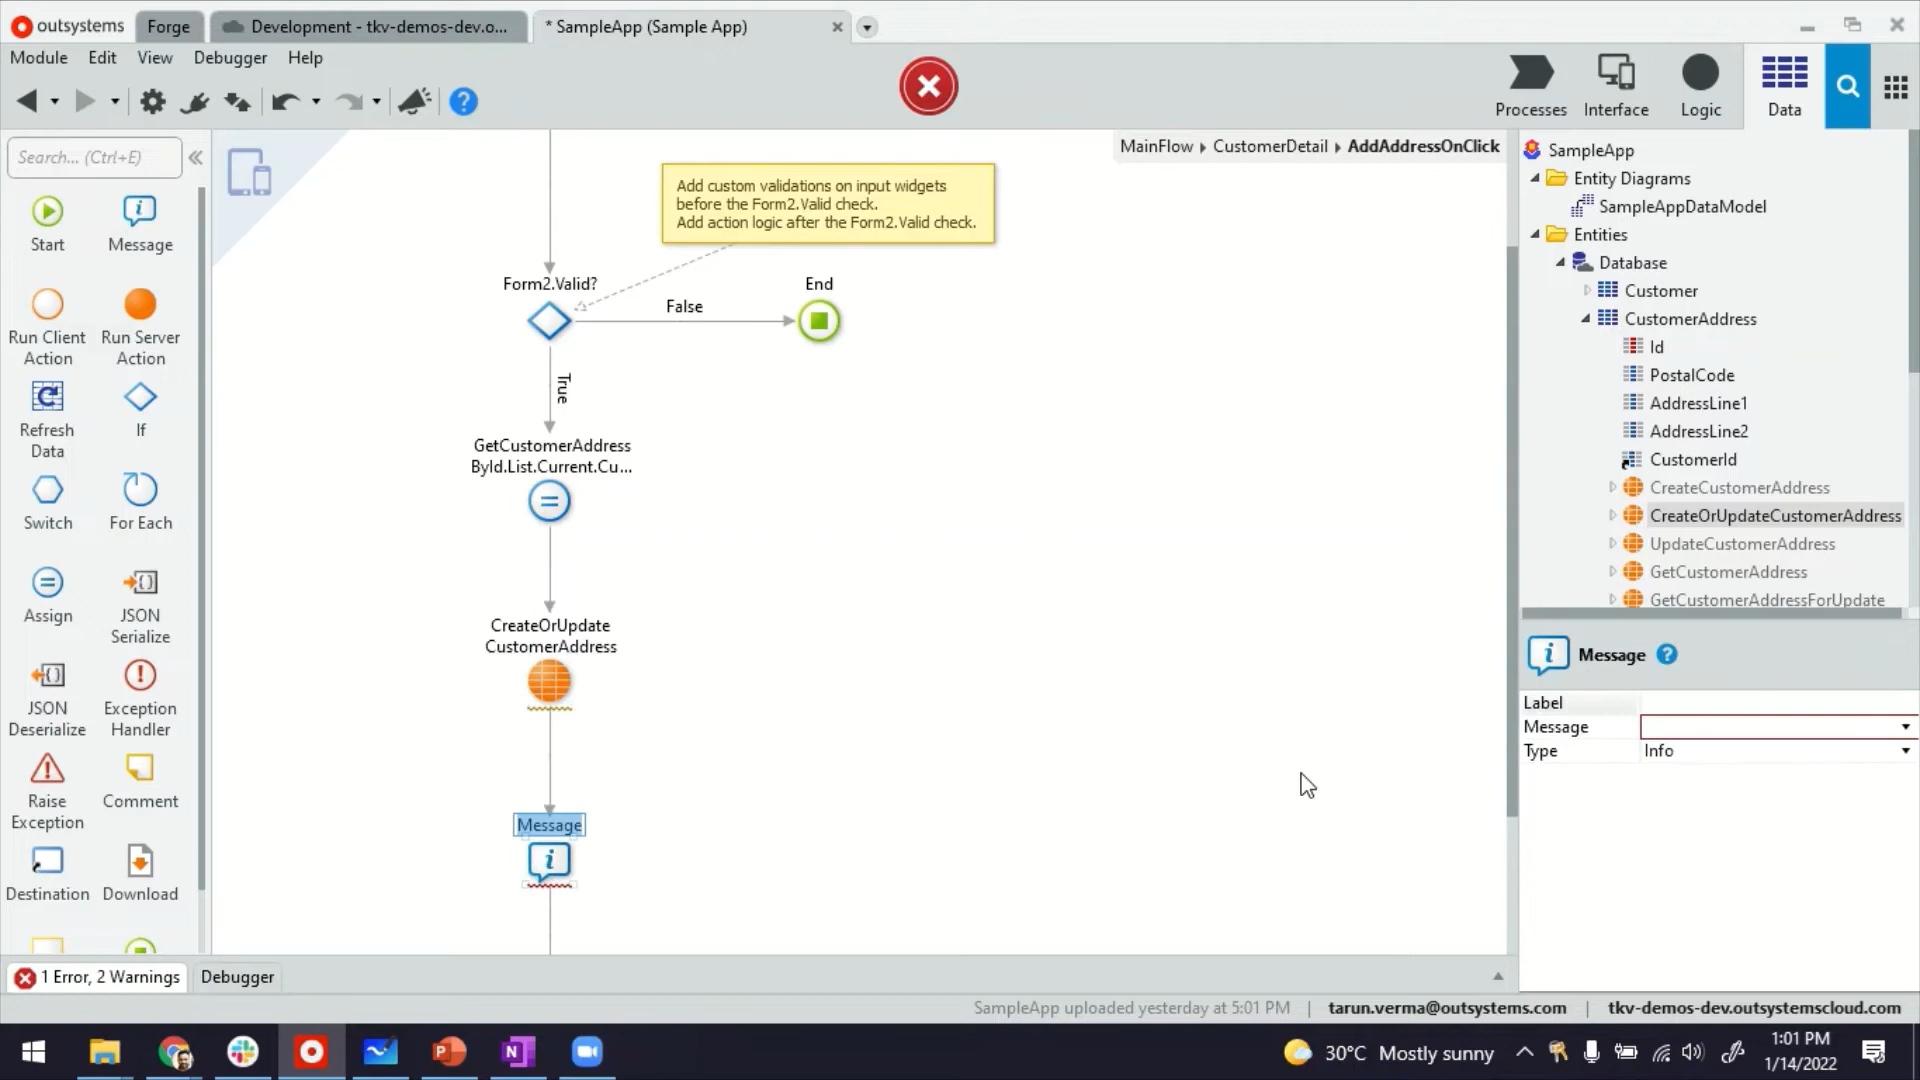 outsystems
Forge
Development - tkv-demos-dev.o...
* SampleApp (Sample App)
Module
Edit
View
Debugger
Help
Processes
Interface
Logic
Data
Search... (Ctrl+E)
Start
Message
Run Client
Action
Run Server
Action
Refresh
Data
If
Switch
For Each
Assign
JSON
Serialize
JSON
Deserialize
Exception
Handler
Raise
Exception
Comment
Destination
Download
MainFlow
CustomerDetail
AddAddressOnClick
Add custom validations on input widgets
before the Form2.Valid check.
Add action logic after the Form2.Valid check.
Form2.Valid?
False
End
True
GetCustomerAddress
ById.List.Current.Cu...
CreateOrUpdate
CustomerAddress
Message
SampleApp
Entity Diagrams
SampleAppDataModel
Entities
Database
Customer
CustomerAddress
Id
PostalCode
AddressLine1
AddressLine2
CustomerId
CreateCustomerAddress
CreateOrUpdateCustomerAddress
UpdateCustomerAddress
GetCustomerAddress
GetCustomerAddressForUpdate
Message
Label
Message
Type Info
1 Error, 2 Warnings
Debugger
SampleApp uploaded yesterday at 5:01 PM | tarun.verma@outsystems.com | tkv-demos-dev.outsystemscloud.com
30°C Mostly sunny
1:01 PM
1/14/2022